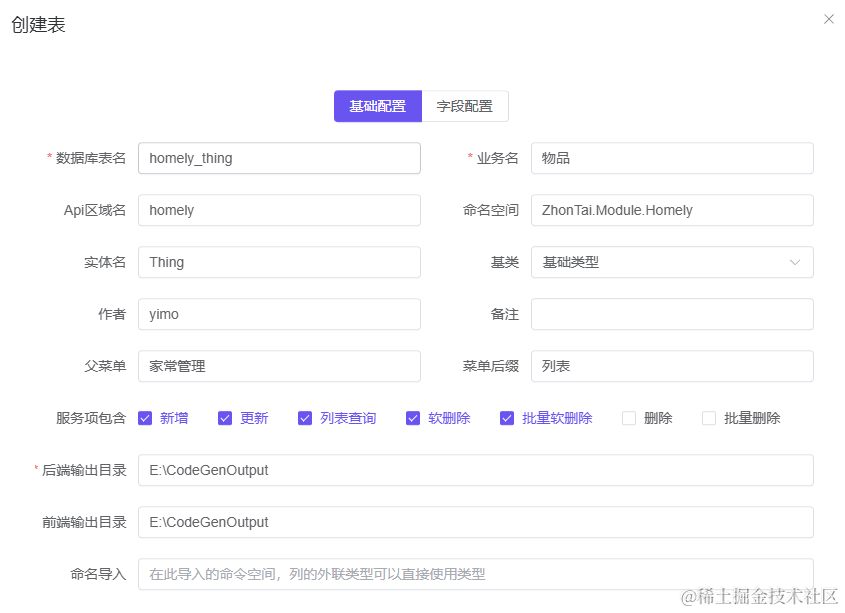 创建表
基础配置 字段配置
* 数据库表名 homely_thing * 业务名 物品
Api区域名 homely 命名空间 ZhonTai.Module.Homely
实体名 Thing 基类 基础类型
作者 yimo 备注
父菜单 家常管理 菜单后缀 列表
服务项包含 新增 更新 列表查询 软删除 批量软删除 删除 批量删除
* 后端输出目录 E:\CodeGenOutput
前端输出目录 E:\CodeGenOutput
命名导入 在此导入的命令空间，列的外联类型可以直接使用类型
@稀土掘金技术社区